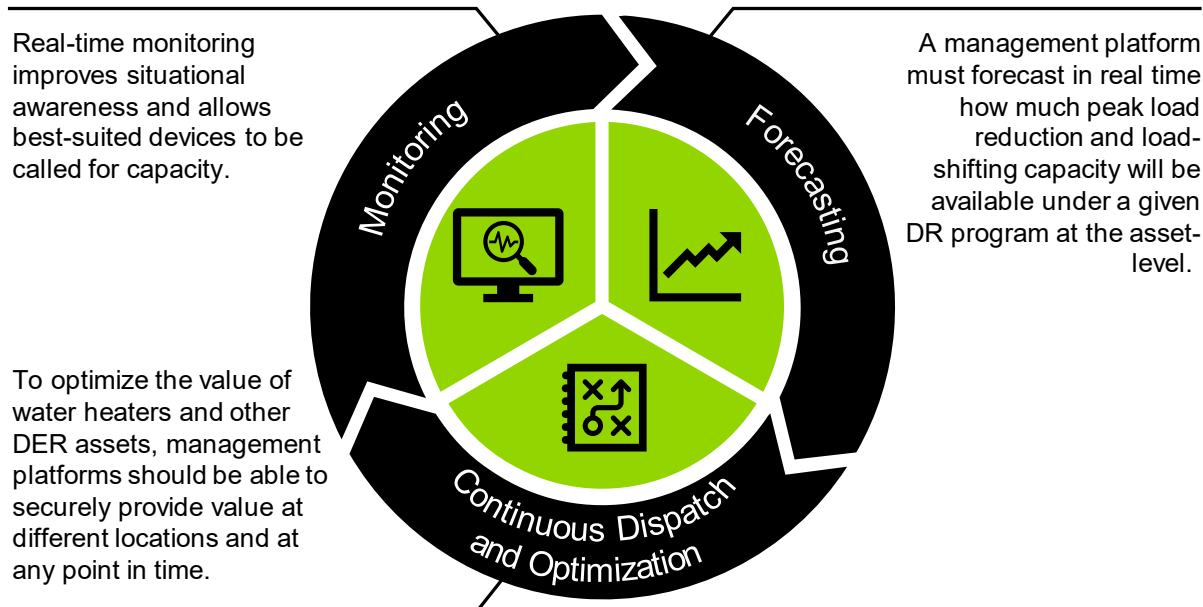 Real-time monitoring
improves situational
awareness and allows
best-suited devices to be
called for capacity.
A management platform
must forecast in real time
how much peak load
reduction and load-
shifting capacity will be
available under a given
DR program at the asset-
level.
Monitoring
Forecasting
To optimize the value of
water heaters and other
DER assets, management
platforms should be able to
securely provide value at
different locations and at
any point in time.
Continuous Dispatch
and Optimization